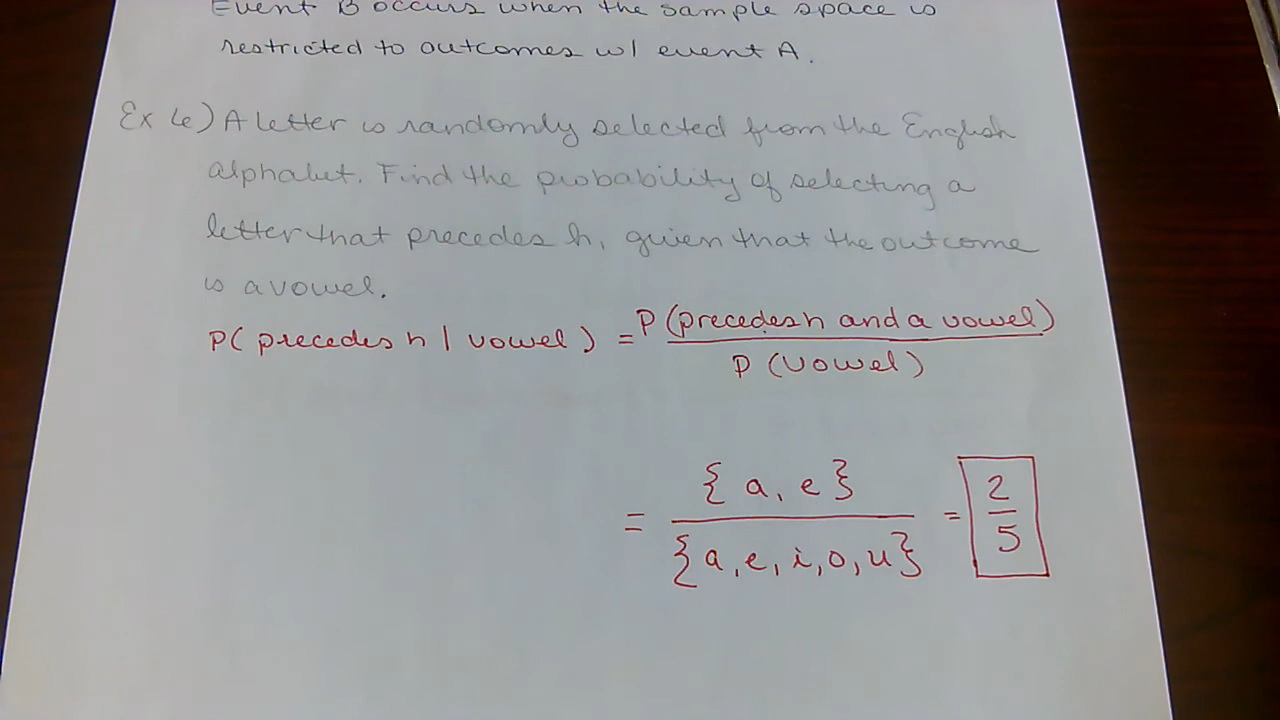 Event B occurs when the sample space is
restricted to outcomes w/ event A.
Ex 6) A letter is randomly selected from the English
alphabet. Find the probability of selecting a
letter that precedes h, given that the outcome
is a vowel.
P( precedes h | vowel ) = P (precedes h and a vowel)
P (vowel)
= { a, e } = 2
{a, e, i, o, u} 5